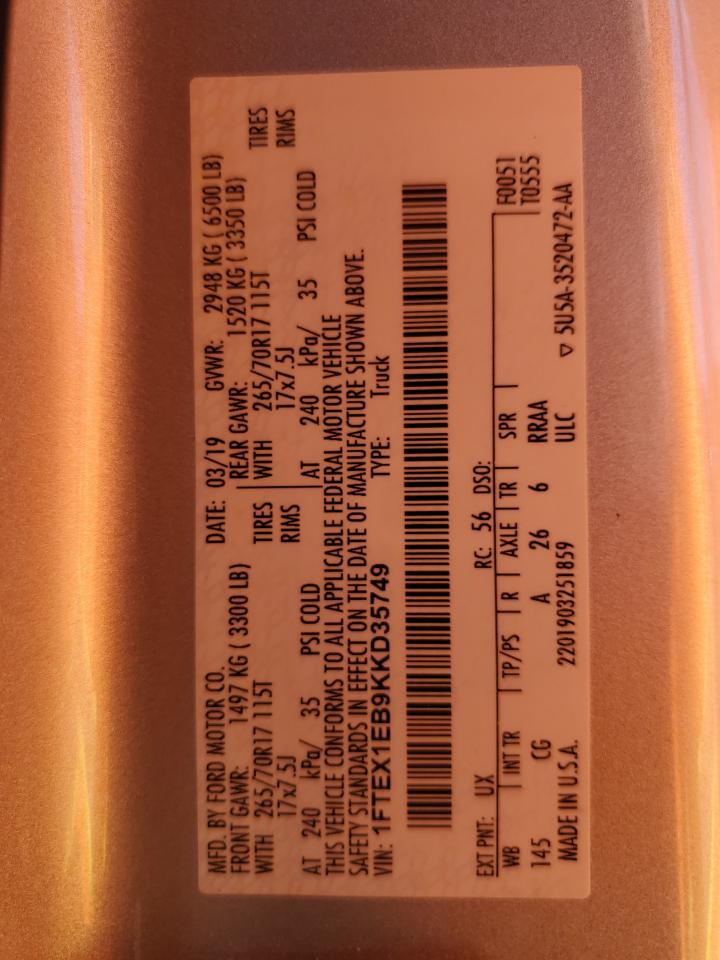 MFD. BY FORD MOTOR CO. DATE: 03/19 GVWR: 2948 KG ( 6500 LB)
FRONT GAWR: 1497 KG ( 3300 LB) REAR GAWR: 1520 KG ( 3350 LB)
WITH 265/70R17 115T TIRES WITH 265/70R17 115T TIRES
17x7.5J RIMS 17x7.5J RIMS
AT 240 kPa/ 35 PSI COLD AT 240 kPa/ 35 PSI COLD
THIS VEHICLE CONFORMS TO ALL APPLICABLE FEDERAL MOTOR VEHICLE
SAFETY STANDARDS IN EFFECT ON THE DATE OF MANUFACTURE SHOWN ABOVE.
VIN: 1FTEX1EB9KKD35749 TYPE: Truck
EXT PNT: UX RC: 56 DSO: F0051
WB INT TR TP/PS R AXLE TR SPR T0555
145 CG A 26 6 RRAA
MADE IN U.S.A. 2201903251859 ULC ▽ 5U5A-3520472-AA